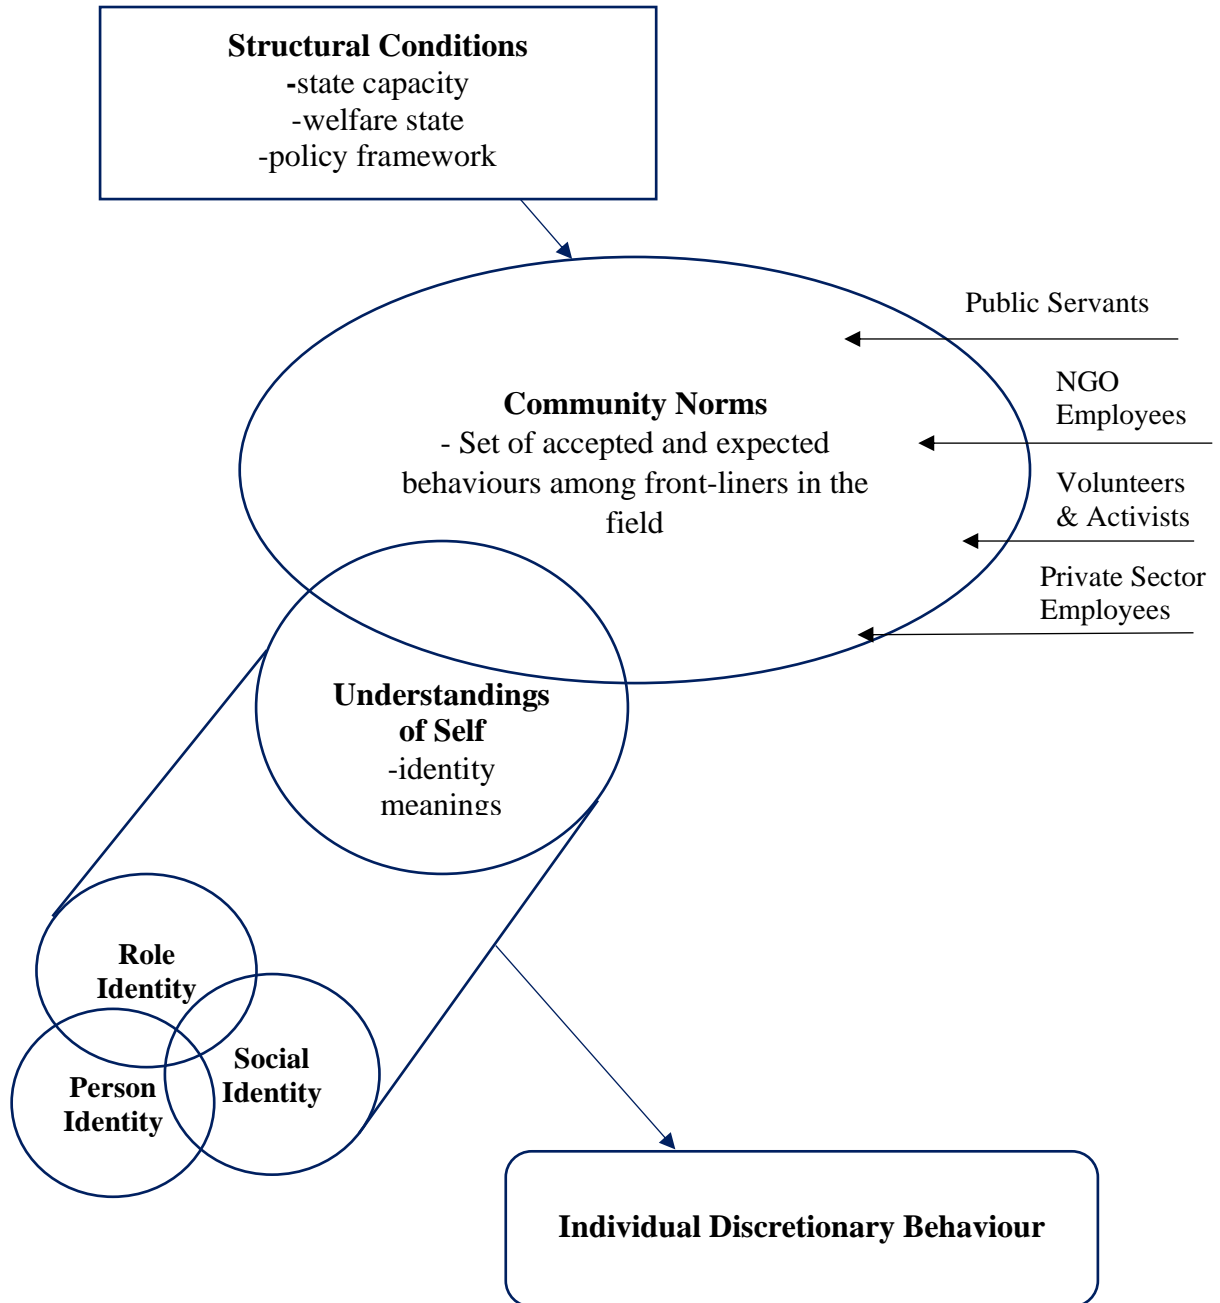 Structural Conditions
-state capacity
-welfare state
-policy framework
Public Servants
NGO
Employees
Community Norms
- Set of accepted and expected
behaviours among front-liners in the
field
Volunteers
& Activists
Private Sector
Employees
Understandings
of Self
-identity
meanings
Role
Identity
Social
Identity
Person
Identity
Individual Discretionary Behaviour